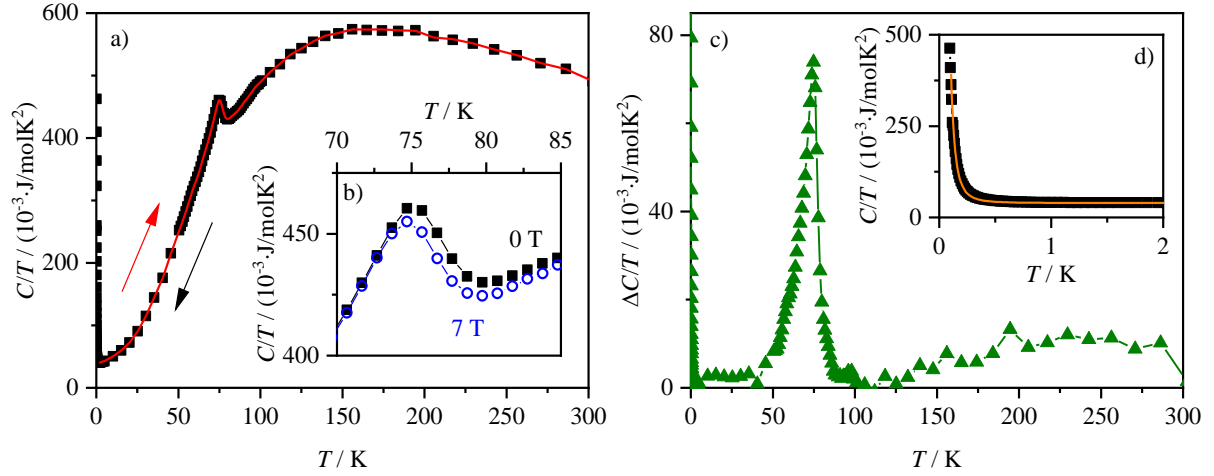 a)
600
400
200
0
C/T / (10⁻³·J/molK²)
0 50 100 150 200 250 300
T / K
T / K
70 75 80 85
b)
450
400
C/T / (10⁻³·J/molK²)
0 T
7 T
c)
80
40
0
ΔC/T / (10⁻³·J/molK²)
0 50 100 150 200 250 300
T / K
d)
500
250
0
C/T / (10⁻³·J/molK²)
0 1 2
T / K